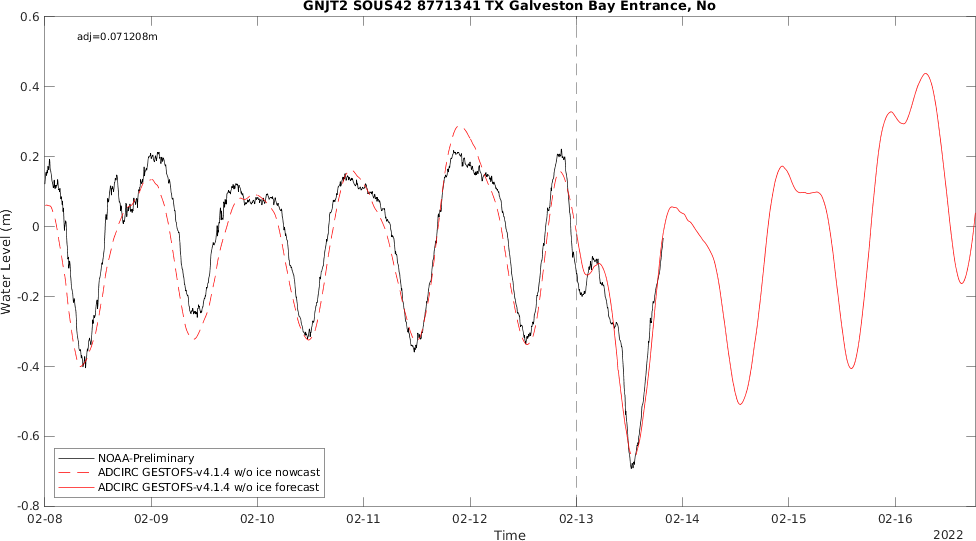 GNJT2 SOUS42 8771341 TX Galveston Bay Entrance, No
adj=0.071208m
0.6
0.4
0.2
0
-0.2
-0.4
-0.6
-0.8
Water Level (m)
NOAA-Preliminary
ADCIRC GESTOFS-v4.1.4 w/o ice nowcast
ADCIRC GESTOFS-v4.1.4 w/o ice forecast
02-08 02-09 02-10 02-11 02-12 02-13 02-14 02-15 02-16
Time
2022